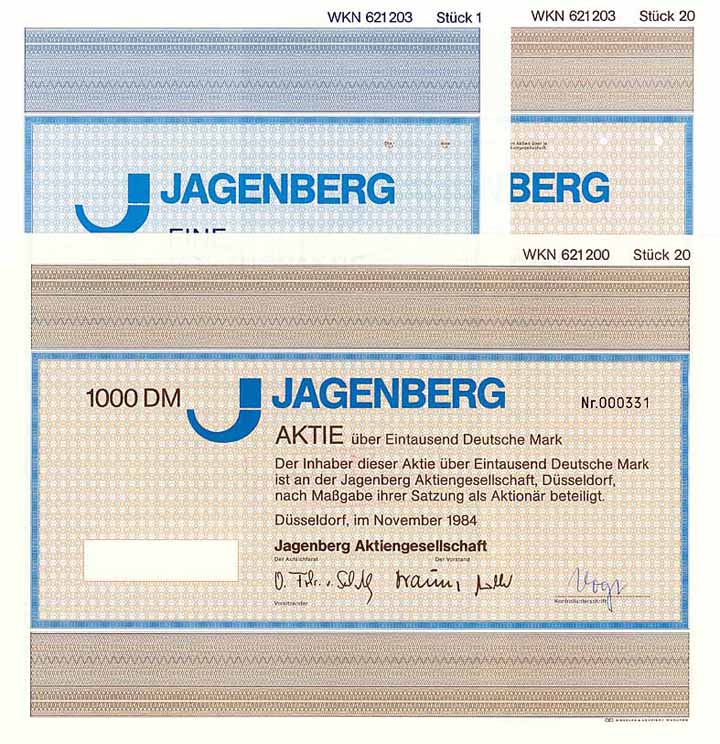 WKN 621203 Stück 1
WKN 621203 Stück 20
JAGENBERG
BERG
WKN 621200 Stück 20
1000 DM
JAGENBERG
Nr.000331
AKTIE über Eintausend Deutsche Mark
Der Inhaber dieser Aktie über Eintausend Deutsche Mark
ist an der Jagenberg Aktiengesellschaft, Düsseldorf,
nach Maßgabe ihrer Satzung als Aktionär beteiligt.
Düsseldorf, im November 1984
Jagenberg Aktiengesellschaft
Der Aufsichtsrat Der Vorstand
Vorsitzender
Kontrollunterschrift